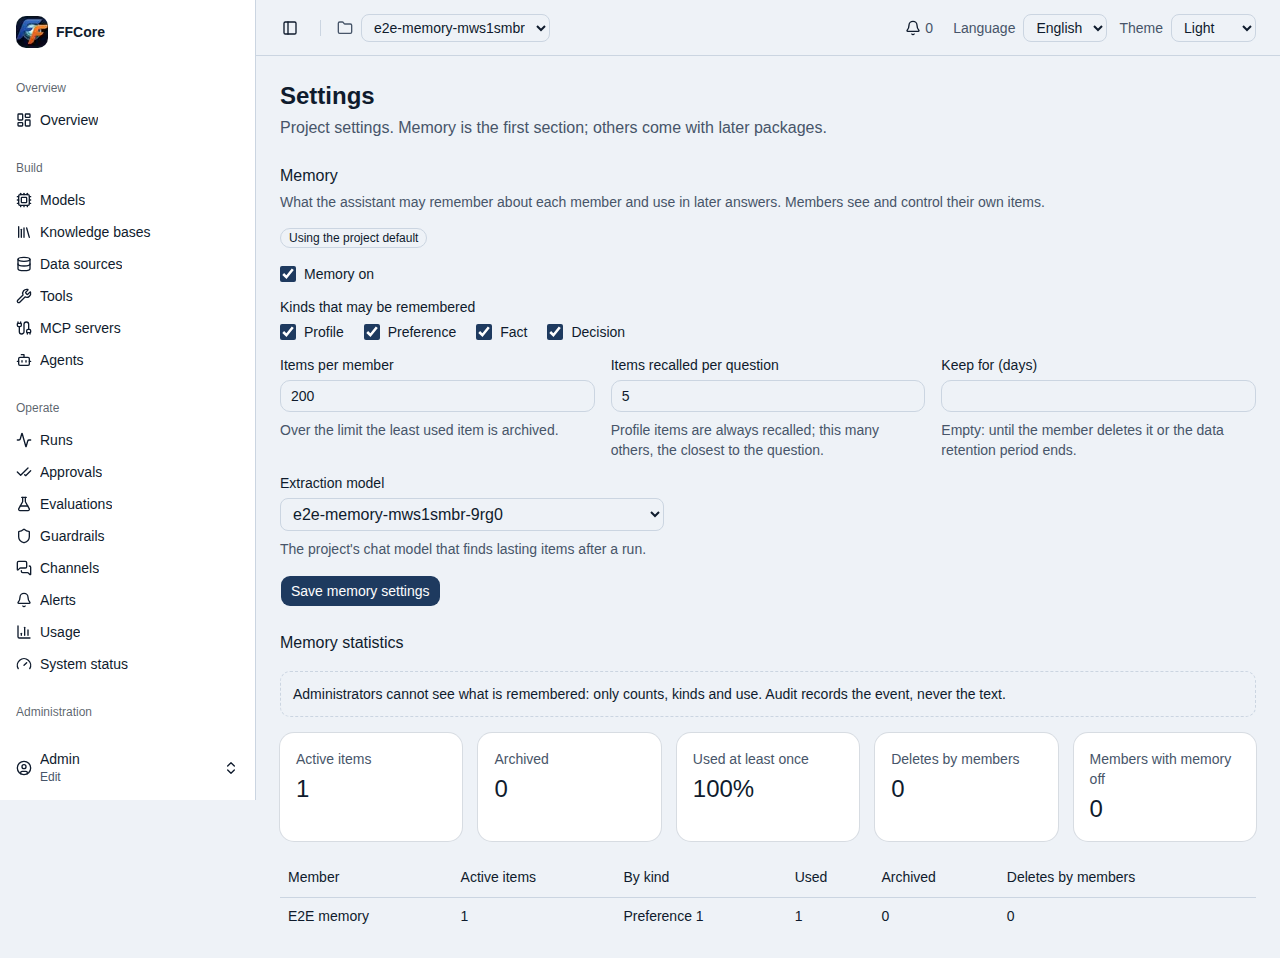 FFCore
Overview
Overview
Build
Models
Knowledge bases
Data sources
Tools
MCP servers
Agents
Operate
Runs
Approvals
Evaluations
Guardrails
Channels
Alerts
Usage
System status
Administration
Admin
Edit
e2e-memory-mws1smbr
0
Language
English
Theme
Light
Settings
Project settings. Memory is the first section; others come with later packages.
Memory
What the assistant may remember about each member and use in later answers. Members see and control their own items.
Using the project default
Memory on
Kinds that may be remembered
Profile
Preference
Fact
Decision
Items per member
200
Over the limit the least used item is archived.
Items recalled per question
5
Profile items are always recalled; this many
others, the closest to the question.
Keep for (days)
Empty: until the member deletes it or the data
retention period ends.
Extraction model
e2e-memory-mws1smbr-9rg0
The project's chat model that finds lasting items after a run.
Save memory settings
Memory statistics
Administrators cannot see what is remembered: only counts, kinds and use. Audit records the event, never the text.
Active items
1
Archived
0
Used at least once
100%
Deletes by members
0
Members with memory
off
0
Member Active items By kind Used Archived Deletes by members
E2E memory 1 Preference 1 1 0 0